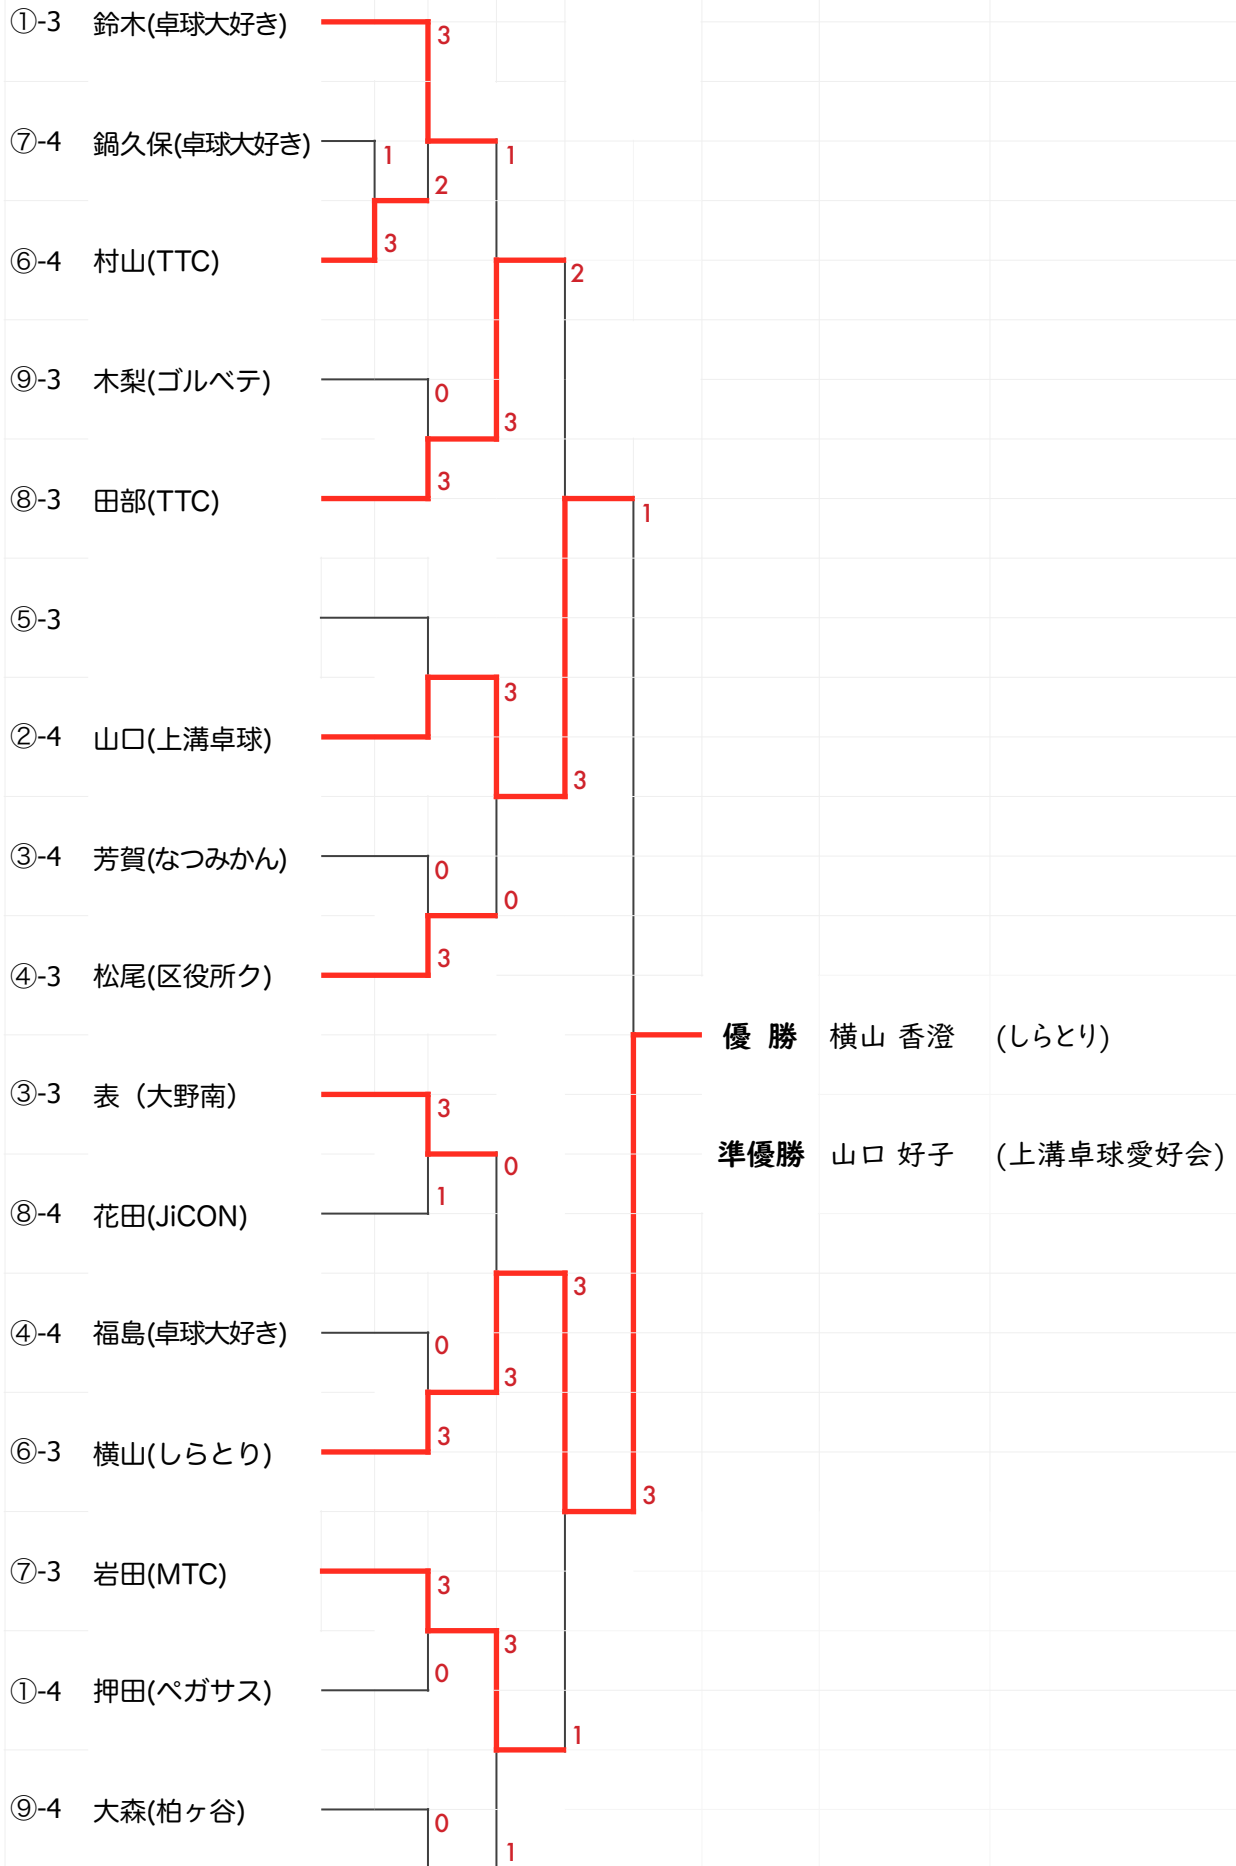 ①-3 鈴木(卓球大好き)
3
⑦-4 鍋久保(卓球大好き)
1
1
2
3
⑥-4 村山(TTC)
2
⑨-3 木梨(ゴルベテ)
0
3
3
⑧-3 田部(TTC)
1
⑤-3
3
②-4 山口(上溝卓球)
3
③-4 芳賀(なつみかん)
0
0
3
④-3 松尾(区役所ク)
優 勝 横山 香澄 (しらとり)
③-3 表（大野南）
3
準優勝 山口 好子 (上溝卓球愛好会)
0
1
⑧-4 花田(JiCON)
3
④-4 福島(卓球大好き)
0
3
3
⑥-3 横山(しらとり)
3
⑦-3 岩田(MTC)
3
3
0
①-4 押田(ペガサス)
1
⑨-4 大森(柏ヶ谷)
0
1